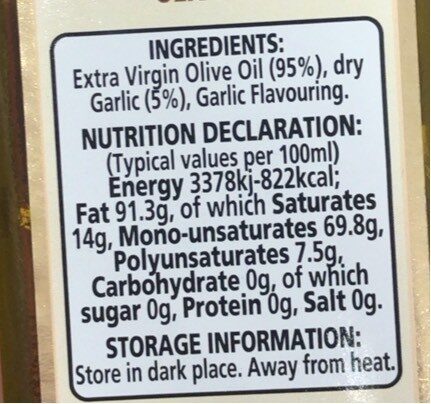 INGREDIENTS:
Extra Virgin Olive Oil (95%), dry
Garlic (5%), Garlic Flavouring.
NUTRITION DECLARATION:
(Typical values per 100ml)
Energy 3378kj-822kcal;
Fat 91.3g, of which Saturates
14g, Mono-unsaturates 69.8g,
Polyunsaturates 7.5g,
Carbohydrate 0g, of which
sugar 0g, Protein 0g, Salt 0g.
STORAGE INFORMATION:
Store in dark place. Away from heat.